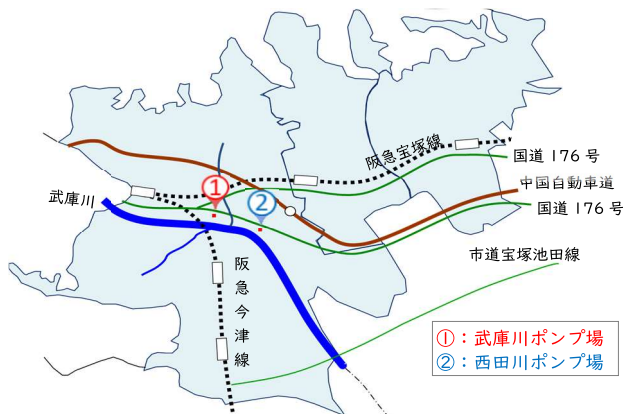 阪急宝塚線
国道176号
中国自動車道
国道176号
武庫川
①
②
市道宝塚池田線
阪急今津線
①：武庫川ポンプ場
②：西田川ポンプ場